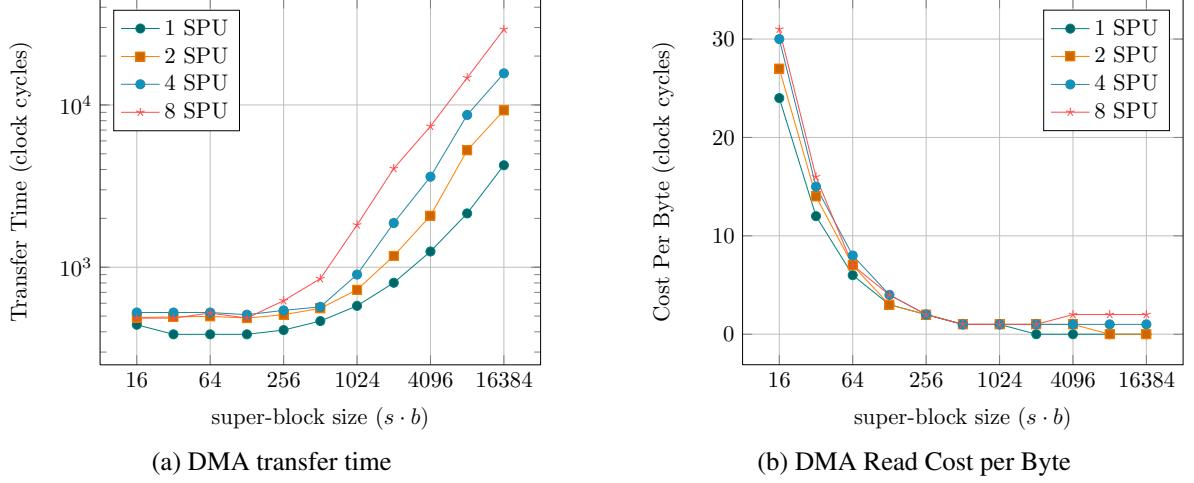 1 SPU
2 SPU
4 SPU
8 SPU
10^4
10^3
Transfer Time (clock cycles)
16 64 256 1024 4096 16384
super-block size (s · b)
(a) DMA transfer time
1 SPU
2 SPU
4 SPU
8 SPU
30
20
10
0
Cost Per Byte (clock cycles)
16 64 256 1024 4096 16384
super-block size (s · b)
(b) DMA Read Cost per Byte